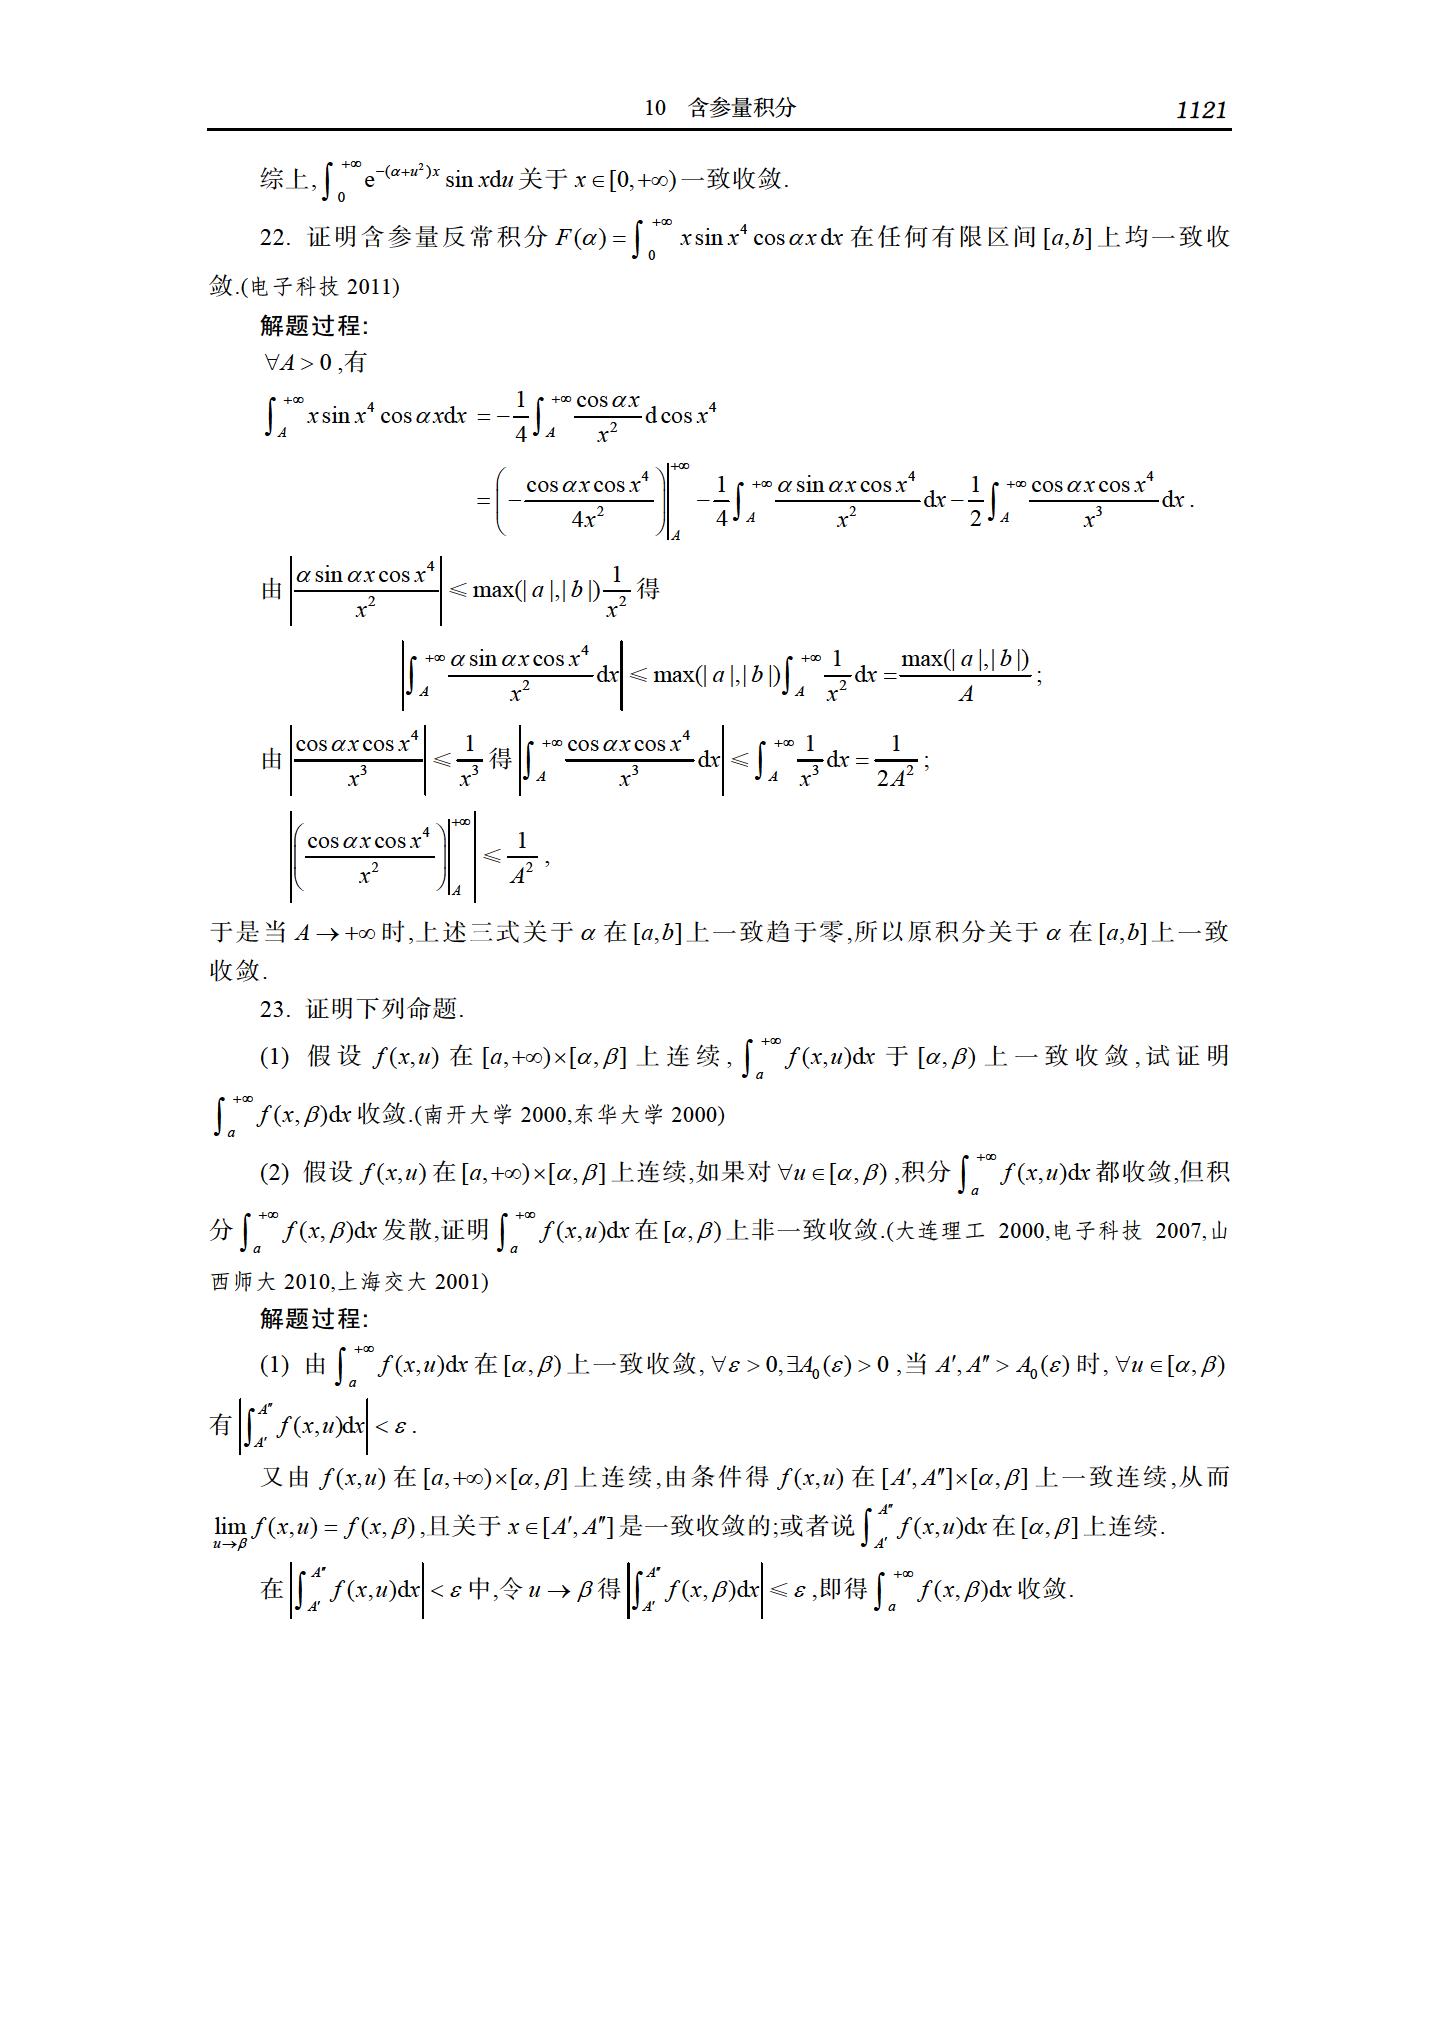 10 含参量积分 1121
综上,$\int_0^{+\infty} \mathrm{e}^{-(\alpha+u^2)x} \sin x\mathrm{d}u$ 关于 $x\in[0,+\infty)$ 一致收敛.
22. 证明含参量反常积分 $F(\alpha)=\int_0^{+\infty} x\sin x^4 \cos \alpha x\,\mathrm{d}x$ 在任何有限区间 $[a,b]$ 上均一致收
敛.(电子科技 2011)
解题过程:
$\forall A>0$ ,有
$\int_A^{+\infty} x\sin x^4 \cos \alpha x\mathrm{d}x = -\frac{1}{4}\int_A^{+\infty} \frac{\cos \alpha x}{x^2}\mathrm{d}\cos x^4$
$=\left.\left(-\frac{\cos \alpha x\cos x^4}{4x^2}\right)\right|_A^{+\infty} -\frac{1}{4}\int_A^{+\infty} \frac{\alpha \sin \alpha x\cos x^4}{x^2}\mathrm{d}x -\frac{1}{2}\int_A^{+\infty} \frac{\cos \alpha x\cos x^4}{x^3}\mathrm{d}x .$
由 $\left|\frac{\alpha \sin \alpha x\cos x^4}{x^2}\right| \leqslant \max(|a|,|b|)\frac{1}{x^2}$ 得
$\left|\int_A^{+\infty} \frac{\alpha \sin \alpha x\cos x^4}{x^2}\mathrm{d}x\right| \leqslant \max(|a|,|b|)\int_A^{+\infty} \frac{1}{x^2}\mathrm{d}x = \frac{\max(|a|,|b|)}{A} ;$
由 $\left|\frac{\cos \alpha x\cos x^4}{x^3}\right| \leqslant \frac{1}{x^3}$ 得 $\left|\int_A^{+\infty} \frac{\cos \alpha x\cos x^4}{x^3}\mathrm{d}x\right| \leqslant \int_A^{+\infty} \frac{1}{x^3}\mathrm{d}x = \frac{1}{2A^2} ;$
$\left|\left.\left(\frac{\cos \alpha x\cos x^4}{x^2}\right)\right|_A^{+\infty}\right| \leqslant \frac{1}{A^2} ,$
于是当 $A\to+\infty$ 时,上述三式关于 $\alpha$ 在 $[a,b]$ 上一致趋于零,所以原积分关于 $\alpha$ 在 $[a,b]$ 上一致
收敛.
23. 证明下列命题.
(1) 假设 $f(x,u)$ 在 $[a,+\infty)\times[\alpha,\beta]$ 上连续, $\int_a^{+\infty} f(x,u)\mathrm{d}x$ 于 $[\alpha,\beta)$ 上一致收敛,试证明
$\int_a^{+\infty} f(x,\beta)\mathrm{d}x$ 收敛.(南开大学 2000,东华大学 2000)
(2) 假设 $f(x,u)$ 在 $[a,+\infty)\times[\alpha,\beta]$ 上连续,如果对 $\forall u\in[\alpha,\beta)$ ,积分 $\int_a^{+\infty} f(x,u)\mathrm{d}x$ 都收敛,但积
分 $\int_a^{+\infty} f(x,\beta)\mathrm{d}x$ 发散,证明 $\int_a^{+\infty} f(x,u)\mathrm{d}x$ 在 $[\alpha,\beta)$ 上非一致收敛.(大连理工 2000,电子科技 2007,山
西师大 2010,上海交大 2001)
解题过程:
(1) 由 $\int_a^{+\infty} f(x,u)\mathrm{d}x$ 在 $[\alpha,\beta)$ 上一致收敛, $\forall \varepsilon>0,\exists A_0(\varepsilon)>0$ ,当 $A',A''>A_0(\varepsilon)$ 时, $\forall u\in[\alpha,\beta)$
有 $\left|\int_{A'}^{A''} f(x,u)\mathrm{d}x\right|<\varepsilon$ .
又由 $f(x,u)$ 在 $[a,+\infty)\times[\alpha,\beta]$ 上连续,由条件得 $f(x,u)$ 在 $[A',A'']\times[\alpha,\beta]$ 上一致连续,从而
$\lim_{u\to\beta} f(x,u)=f(x,\beta)$ ,且关于 $x\in[A',A'']$ 是一致收敛的;或者说 $\int_{A'}^{A''} f(x,u)\mathrm{d}x$ 在 $[\alpha,\beta]$ 上连续.
在 $\left|\int_{A'}^{A''} f(x,u)\mathrm{d}x\right|<\varepsilon$ 中,令 $u\to\beta$ 得 $\left|\int_{A'}^{A''} f(x,\beta)\mathrm{d}x\right|\leqslant\varepsilon$ ,即得 $\int_a^{+\infty} f(x,\beta)\mathrm{d}x$ 收敛.